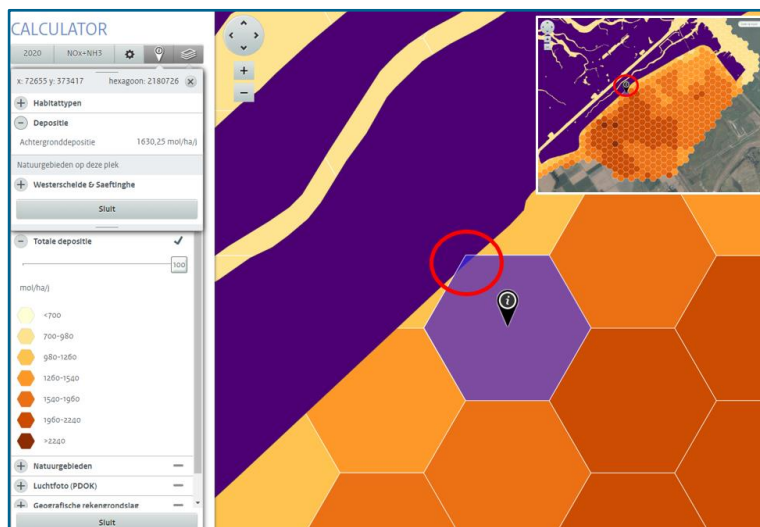 CALCULATOR
2020 NOx+NH3
x: 72655 y: 373417 hexagoon: 2180726
Habitattypen
Depositie
Achtergronddepositie 1630,25 mol/ha/j
Natuurgebieden op deze plek
Westerschelde & Saeftinghe
Sluit
Totale depositie
100
mol/ha/j
<700
700-980
980-1260
1260-1540
1540-1960
1960-2240
>2240
Natuurgebieden
Luchtfoto (PDOK)
Geografische rekengrondslag
Sluit